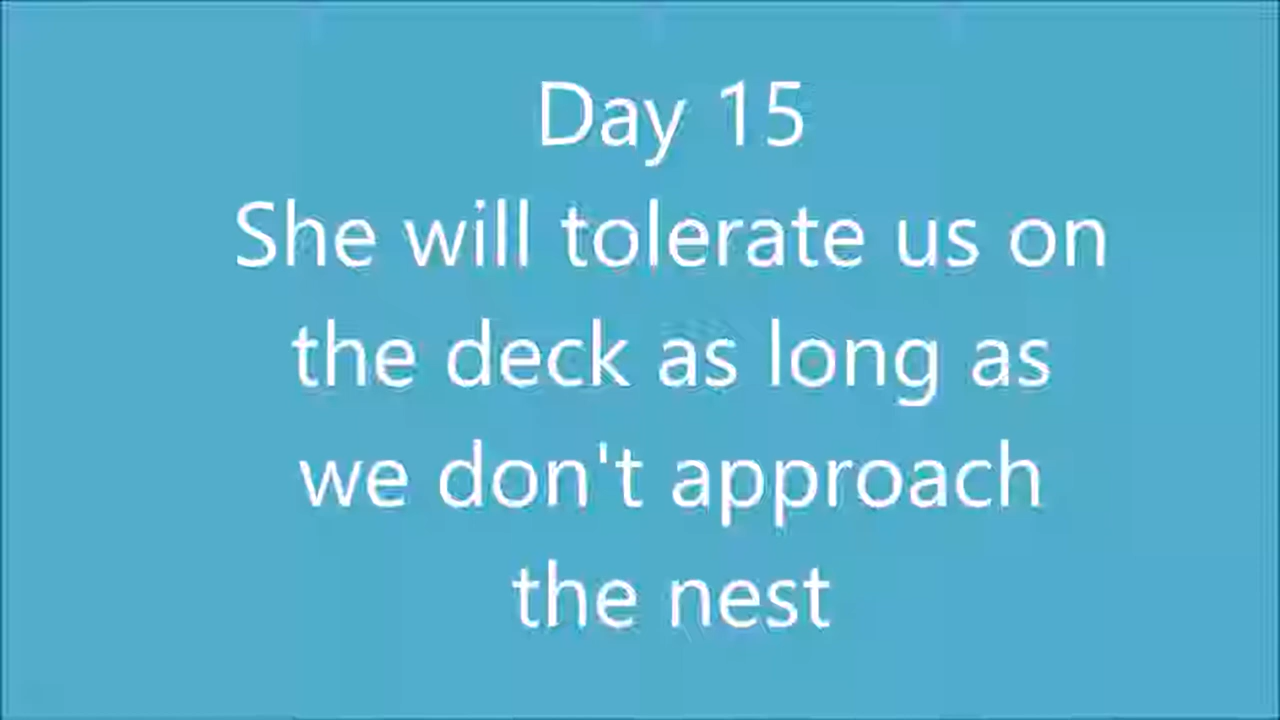 Day 15
She will tolerate us on
the deck as long as
we don't approach
the nest